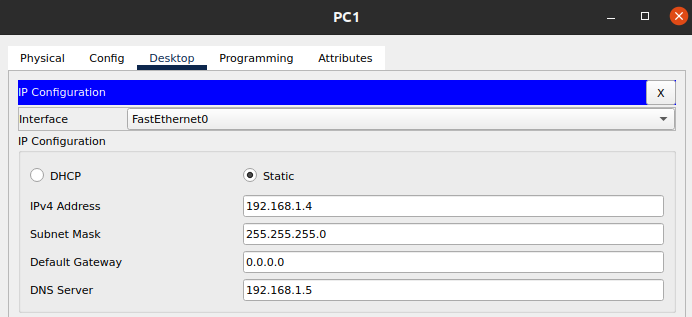 PC1
Physical Config Desktop Programming Attributes
IP Configuration X
Interface FastEthernet0
IP Configuration
DHCP Static
IPv4 Address 192.168.1.4
Subnet Mask 255.255.255.0
Default Gateway 0.0.0.0
DNS Server 192.168.1.5